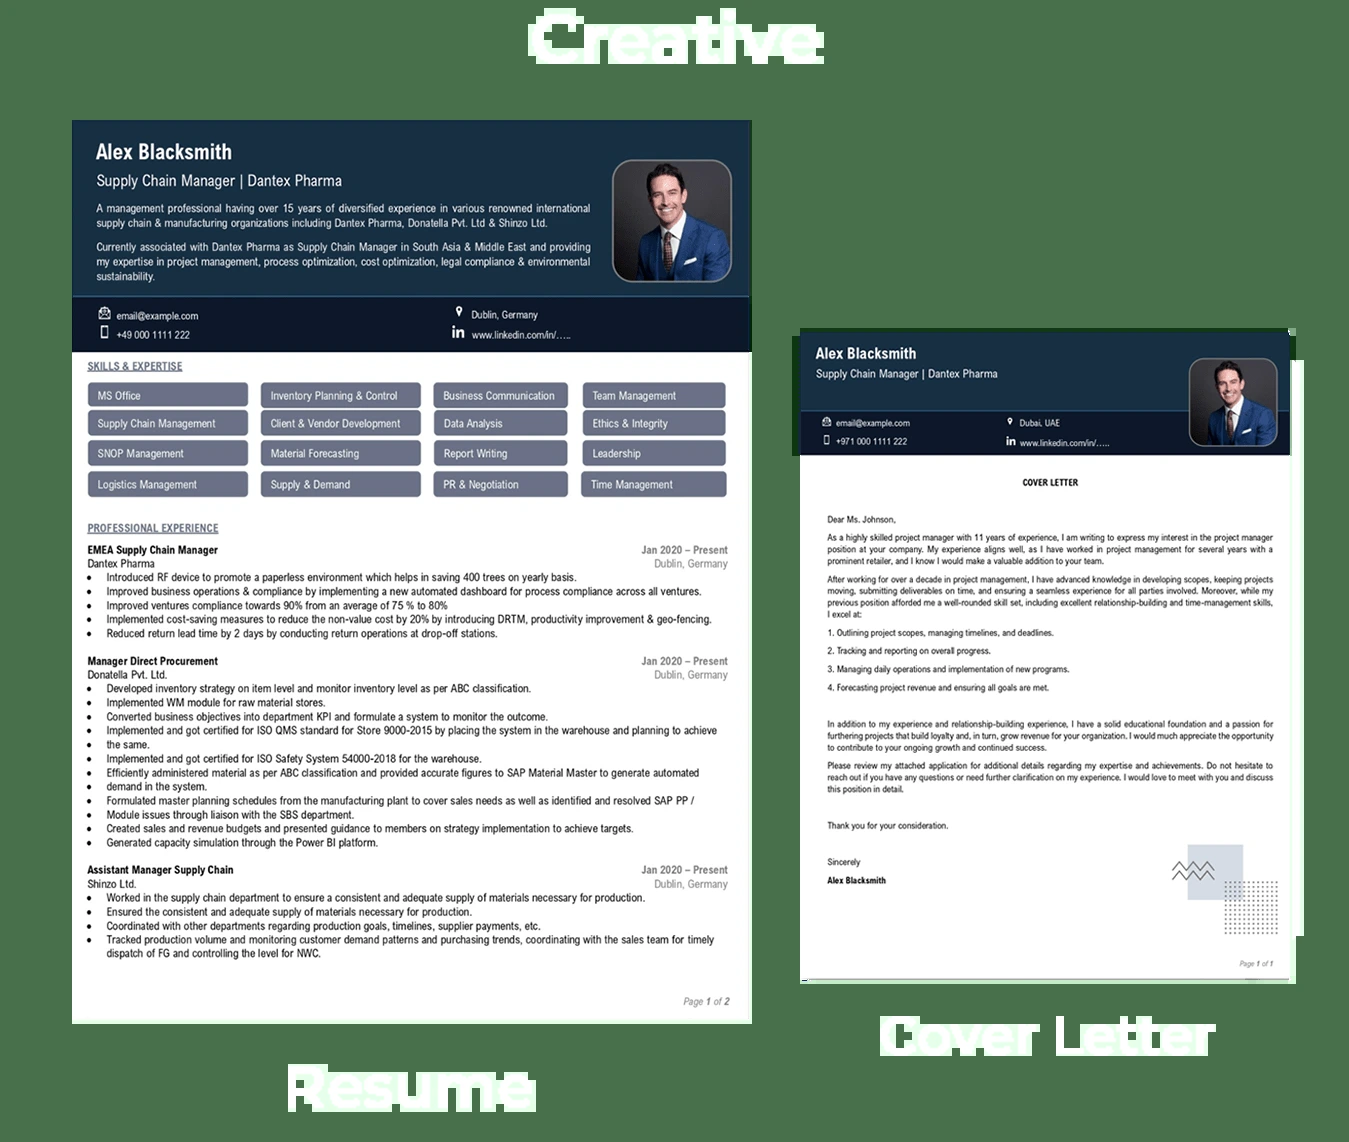 Creative
Alex Blacksmith
Supply Chain Manager | Dantex Pharma
A management professional having over 15 years of diversified experience in various renowned international
supply chain & manufacturing organizations including Dantex Pharma, Donatella Pvt. Ltd & Shinzo Ltd.
Currently associated with Dantex Pharma as Supply Chain Manager in South Asia & Middle East and providing
my expertise in project management, process optimization, cost optimization, legal compliance & environmental
sustainability.
email@example.com
Dublin, Germany
+49 000 1111 222
www.linkedin.com/in/.....
SKILLS & EXPERTISE
MS Office
Inventory Planning & Control
Business Communication
Team Management
Supply Chain Management
Client & Vendor Development
Data Analysis
Ethics & Integrity
SNOP Management
Material Forecasting
Report Writing
Leadership
Logistics Management
Supply & Demand
PR & Negotiation
Time Management
PROFESSIONAL EXPERIENCE
EMEA Supply Chain Manager Jan 2020 – Present
Dantex Pharma Dublin, Germany
• Introduced RF device to promote a paperless environment which helps in saving 400 trees on yearly basis.
• Improved business operations & compliance by implementing a new automated dashboard for process compliance across all ventures.
• Improved ventures compliance towards 90% from an average of 75 % to 80%
• Implemented cost-saving measures to reduce the non-value cost by 20% by introducing DRTM, productivity improvement & geo-fencing.
• Reduced return lead time by 2 days by conducting return operations at drop-off stations.
Manager Direct Procurement Jan 2020 – Present
Donatella Pvt. Ltd. Dublin, Germany
• Developed inventory strategy on item level and monitor inventory level as per ABC classification.
• Implemented WM module for raw material stores.
• Converted business objectives into department KPI and formulate a system to monitor the outcome.
• Implemented and got certified for ISO QMS standard for Store 9000-2015 by placing the system in the warehouse and planning to achieve
• the same.
• Implemented and got certified for ISO Safety System 54000-2018 for the warehouse.
• Efficiently administered material as per ABC classification and provided accurate figures to SAP Material Master to generate automated
• demand in the system.
• Formulated master planning schedules from the manufacturing plant to cover sales needs as well as identified and resolved SAP PP /
• Module issues through liaison with the SBS department.
• Created sales and revenue budgets and presented guidance to members on strategy implementation to achieve targets.
• Generated capacity simulation through the Power BI platform.
Assistant Manager Supply Chain Jan 2020 – Present
Shinzo Ltd. Dublin, Germany
• Worked in the supply chain department to ensure a consistent and adequate supply of materials necessary for production.
• Ensured the consistent and adequate supply of materials necessary for production.
• Coordinated with other departments regarding production goals, timelines, supplier payments, etc.
• Tracked production volume and monitoring customer demand patterns and purchasing trends, coordinating with the sales team for timely
dispatch of FG and controlling the level for NWC.
Page 1 of 2
Resume
Alex Blacksmith
Supply Chain Manager | Dantex Pharma
email@example.com
Dubai, UAE
+971 000 1111 222
www.linkedin.com/in/.....
COVER LETTER
Dear Ms. Johnson,
As a highly skilled project manager with 11 years of experience, I am writing to express my interest in the project manager
position at your company. My experience aligns well, as I have worked in project management for several years with a
prominent retailer, and I know I would make a valuable addition to your team.
After working for over a decade in project management, I have advanced knowledge in developing scopes, keeping projects
moving, submitting deliverables on time, and ensuring a seamless experience for all parties involved. Moreover, while my
previous position afforded me a well-rounded skill set, including excellent relationship-building and time-management skills,
I excel at:
1. Outlining project scopes, managing timelines, and deadlines.
2. Tracking and reporting on overall progress.
3. Managing daily operations and implementation of new programs.
4. Forecasting project revenue and ensuring all goals are met.
In addition to my experience and relationship-building experience, I have a solid educational foundation and a passion for
furthering projects that build loyalty and, in turn, grow revenue for your organization. I would much appreciate the opportunity
to contribute to your ongoing growth and continued success.
Please review my attached application for additional details regarding my expertise and achievements. Do not hesitate to
reach out if you have any questions or need further clarification on my experience. I would love to meet with you and discuss
this position in detail.
Thank you for your consideration.
Sincerely
Alex Blacksmith
Page 1 of 1
Cover Letter